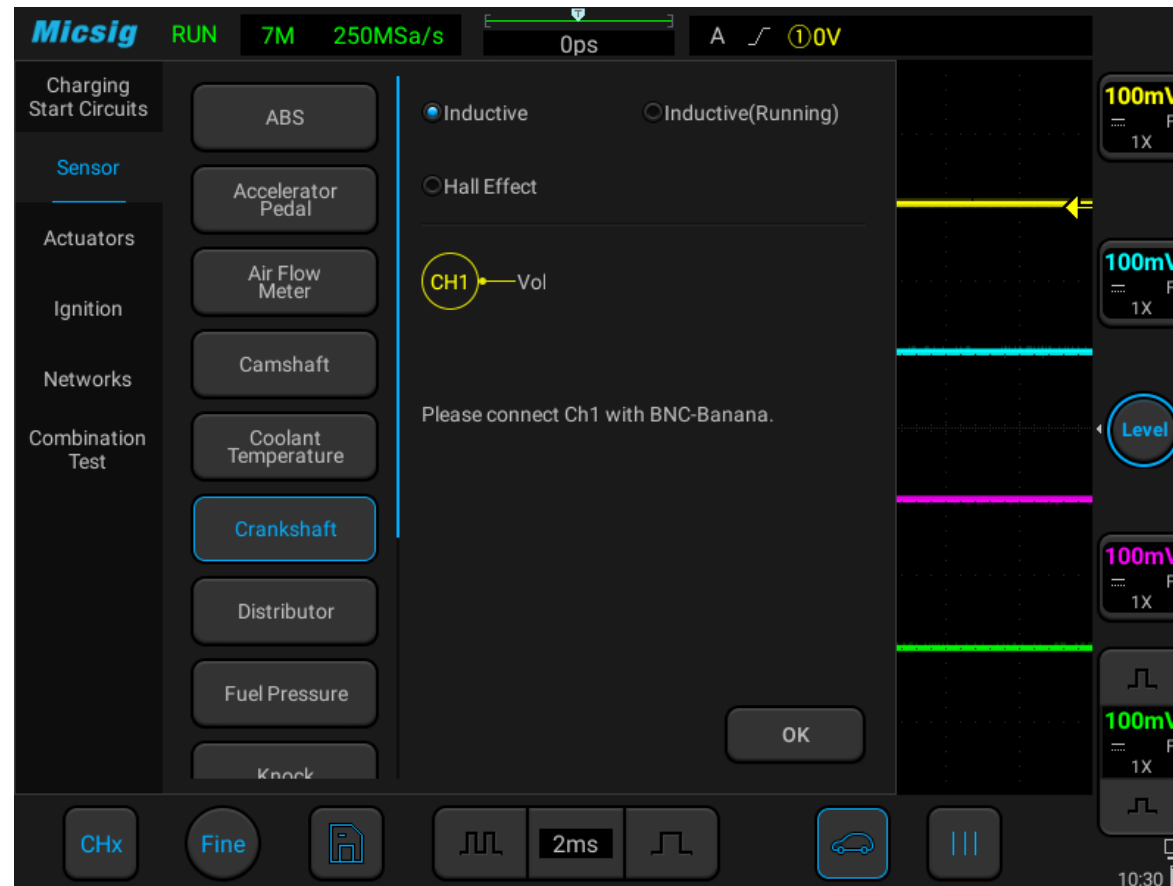 Micsig RUN 7M 250MSa/s T 0ps A ①0V
Charging
Start Circuits
Sensor
Actuators
Ignition
Networks
Combination
Test
ABS
Accelerator
Pedal
Air Flow
Meter
Camshaft
Coolant
Temperature
Crankshaft
Distributor
Fuel Pressure
Knock
Inductive Inductive(Running)
Hall Effect
CH1 Vol
Please connect Ch1 with BNC-Banana.
OK
100mV
F
1X
100mV
F
1X
Level
100mV
F
1X
100mV
F
1X
CHx Fine 2ms
10:30